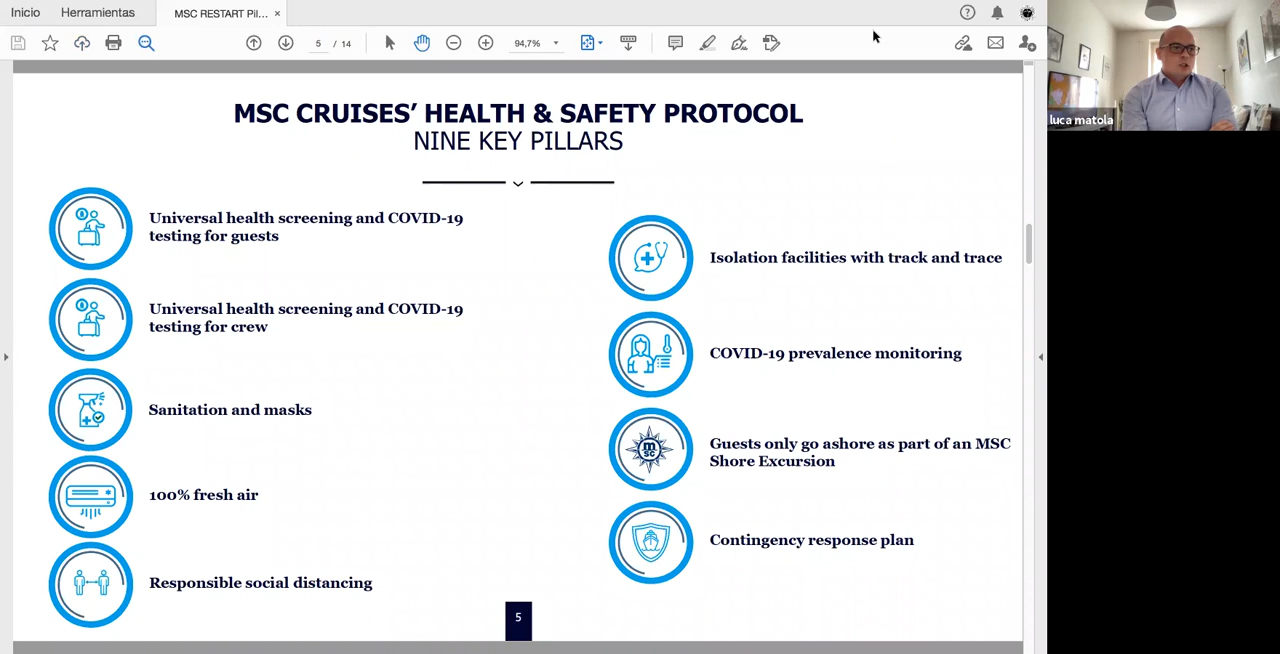 Inicio
Herramientas
MSC RESTART Pil...
×
5 / 14
94,7%
MSC CRUISES’ HEALTH & SAFETY PROTOCOL
NINE KEY PILLARS
Universal health screening and COVID-19
testing for guests
Universal health screening and COVID-19
testing for crew
Sanitation and masks
100% fresh air
Responsible social distancing
Isolation facilities with track and trace
COVID-19 prevalence monitoring
m
sc
Guests only go ashore as part of an MSC
Shore Excursion
Contingency response plan
5
luca matola